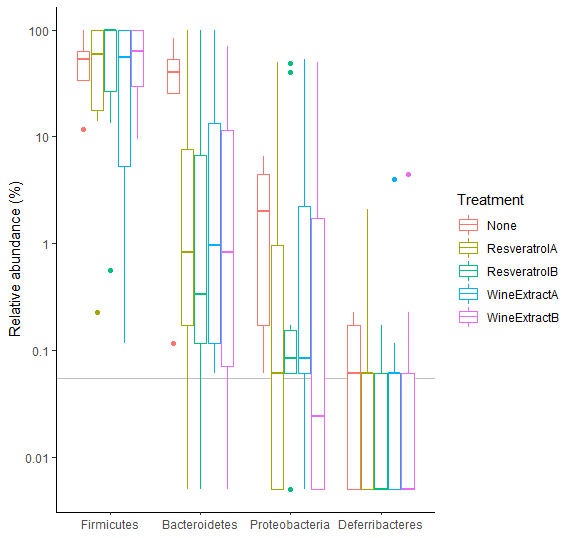 Relative abundance (%)
100
10
1
0.1
0.01
Firmicutes Bacteroidetes Proteobacteria Deferribacteres
Treatment
None
ResveratrolA
ResveratrolB
WineExtractA
WineExtractB